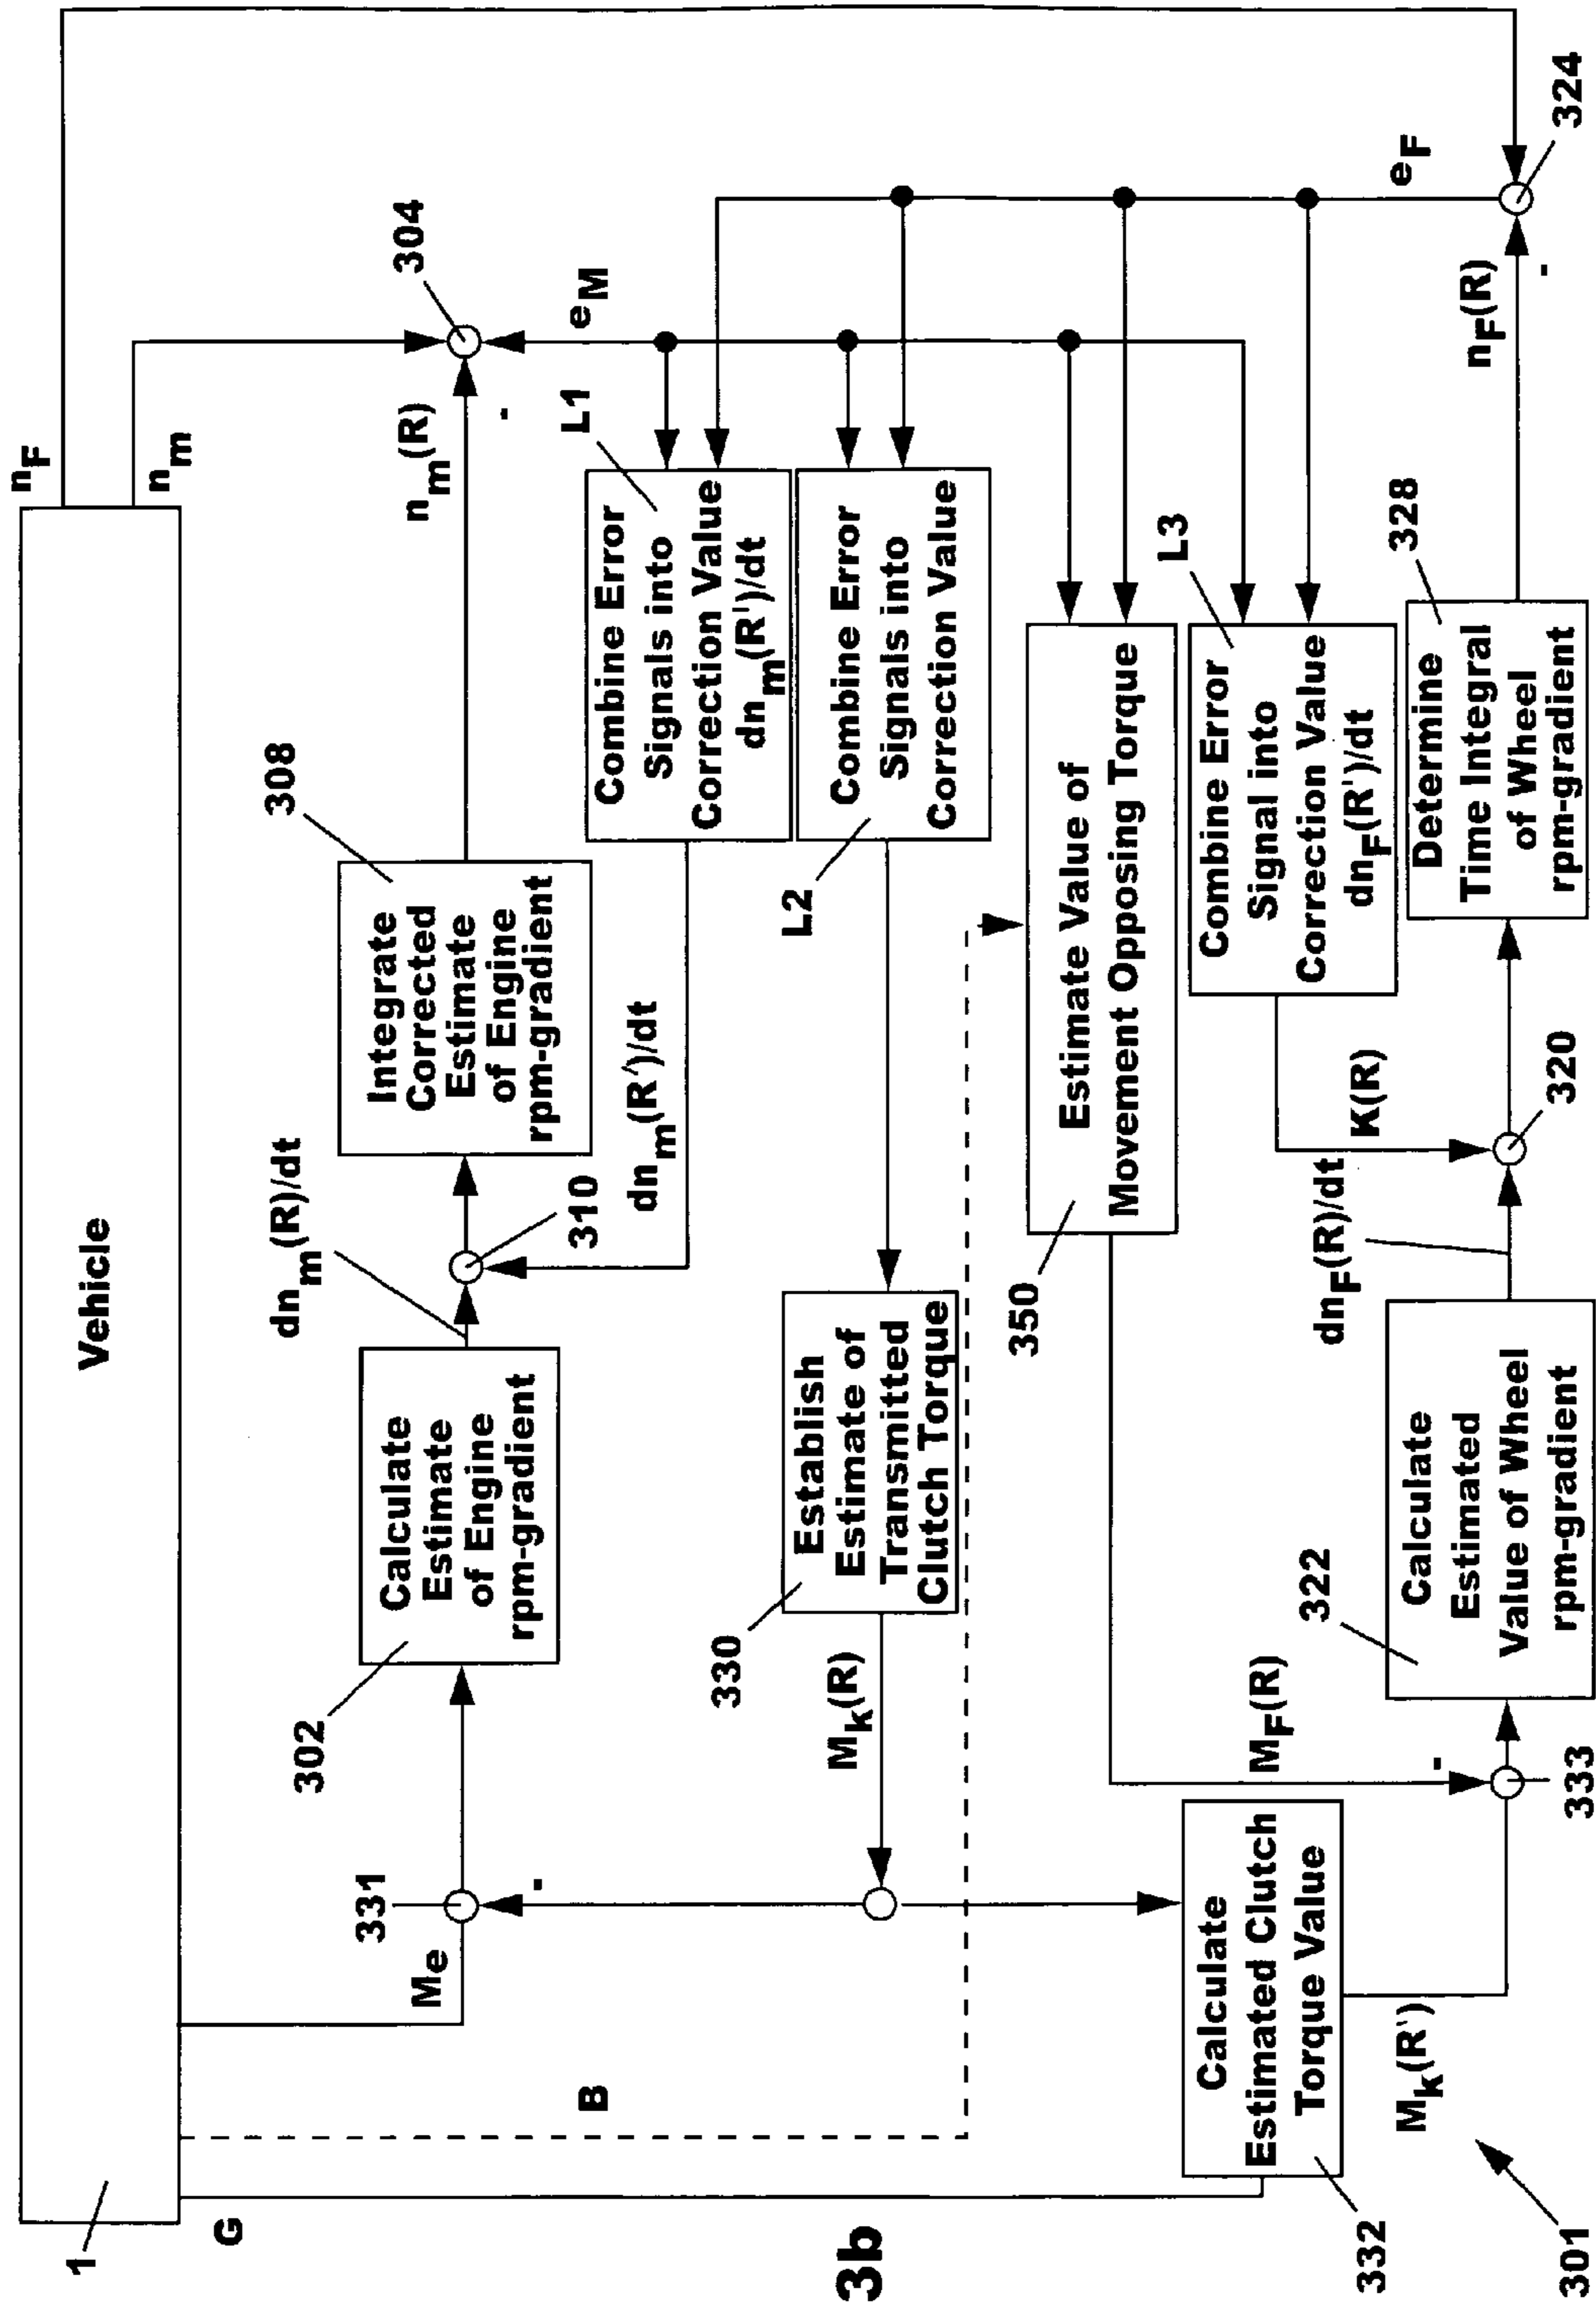 1
Vehicle
n_F
n_m
G
B
Me
331
-
302
Calculate
Estimate
of Engine
rpm-gradient
dn_m(R)/dt
310
308
Integrate
Corrected
Estimate
of Engine
rpm-gradient
n_m(R)
-
304
e_M
dn_m(R')/dt
L1
Combine Error
Signals into
Correction Value
dn_m(R')/dt
L2
Combine Error
Signals into
Correction Value
330
Establish
Estimate of
Transmitted
Clutch Torque
M_k(R)
350
Estimate Value of
Movement Opposing Torque
M_F(R)
-
L3
Combine Error
Signal into
Correction Value
dn_F(R')/dt
K(R)
332
Calculate
Estimated Clutch
Torque Value
M_k(R')
333
322
Calculate
Estimated
Value of Wheel
rpm-gradient
dn_F(R)/dt
320
328
Determine
Time Integral
of Wheel
rpm-gradient
n_F(R)
-
e_F
324
301
3b